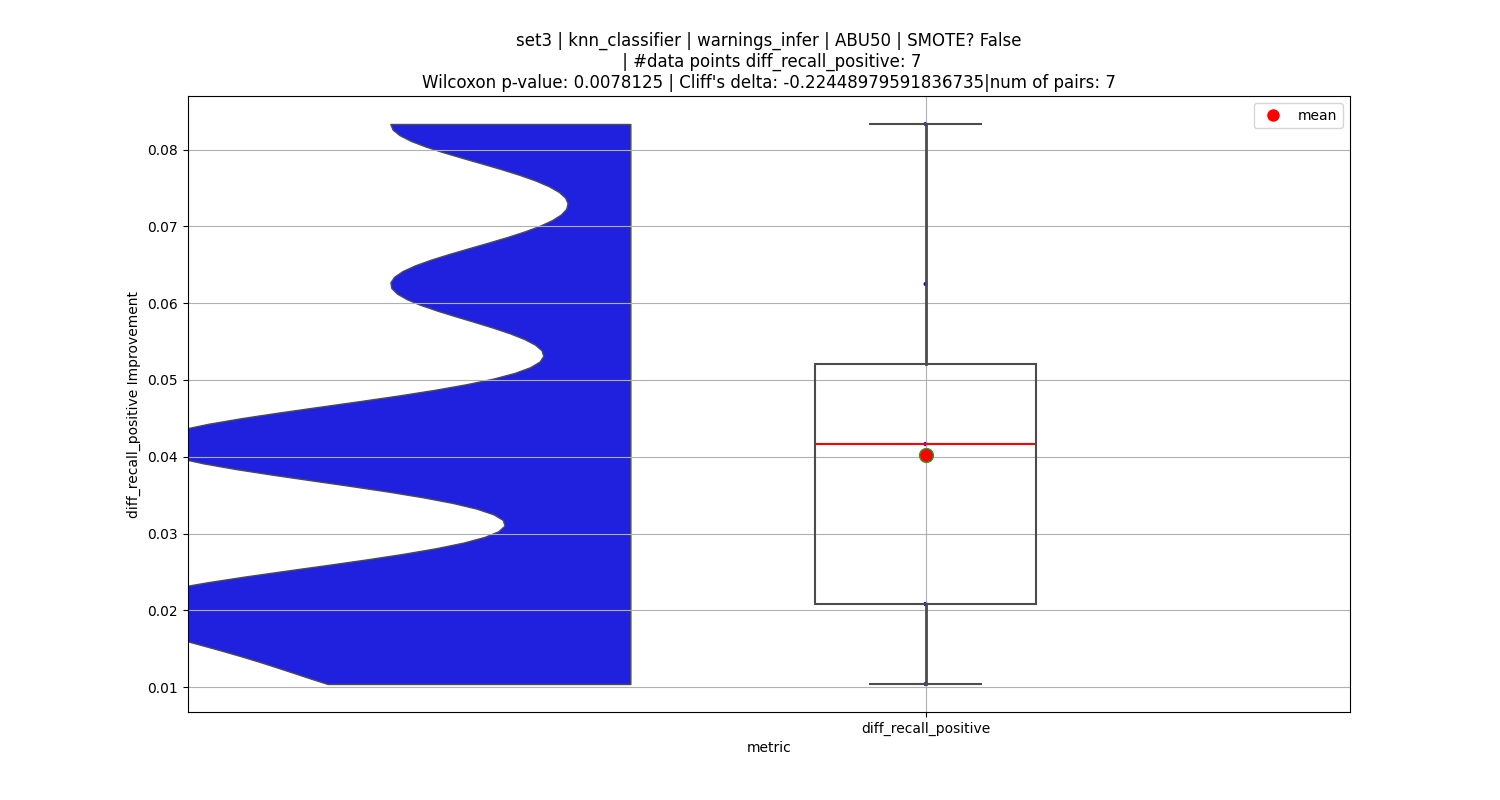 set3 | knn_classifier | warnings_infer | ABU50 | SMOTE? False
| #data points diff_recall_positive: 7
Wilcoxon p-value: 0.0078125 | Cliff's delta: -0.22448979591836735|num of pairs: 7
mean
0.08
0.07
0.06
0.05
0.04
0.03
0.02
0.01
diff_recall_positive Improvement
diff_recall_positive
metric